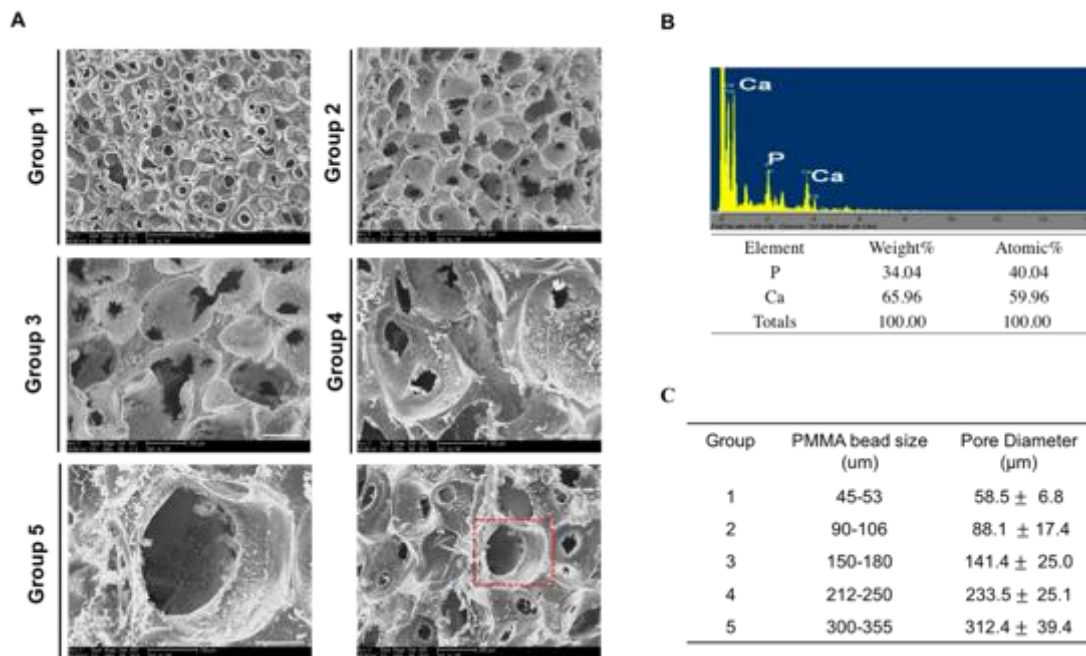 A
Group 1
Group 2
Group 3
Group 4
Group 5
B
Ca
P
Ca
Element Weight% Atomic%
P 34.04 40.04
Ca 65.96 59.96
Totals 100.00 100.00
C
Group PMMA bead size Pore Diameter
(um) (µm)
1 45-53 58.5 ± 6.8
2 90-106 88.1 ± 17.4
3 150-180 141.4 ± 25.0
4 212-250 233.5 ± 25.1
5 300-355 312.4 ± 39.4